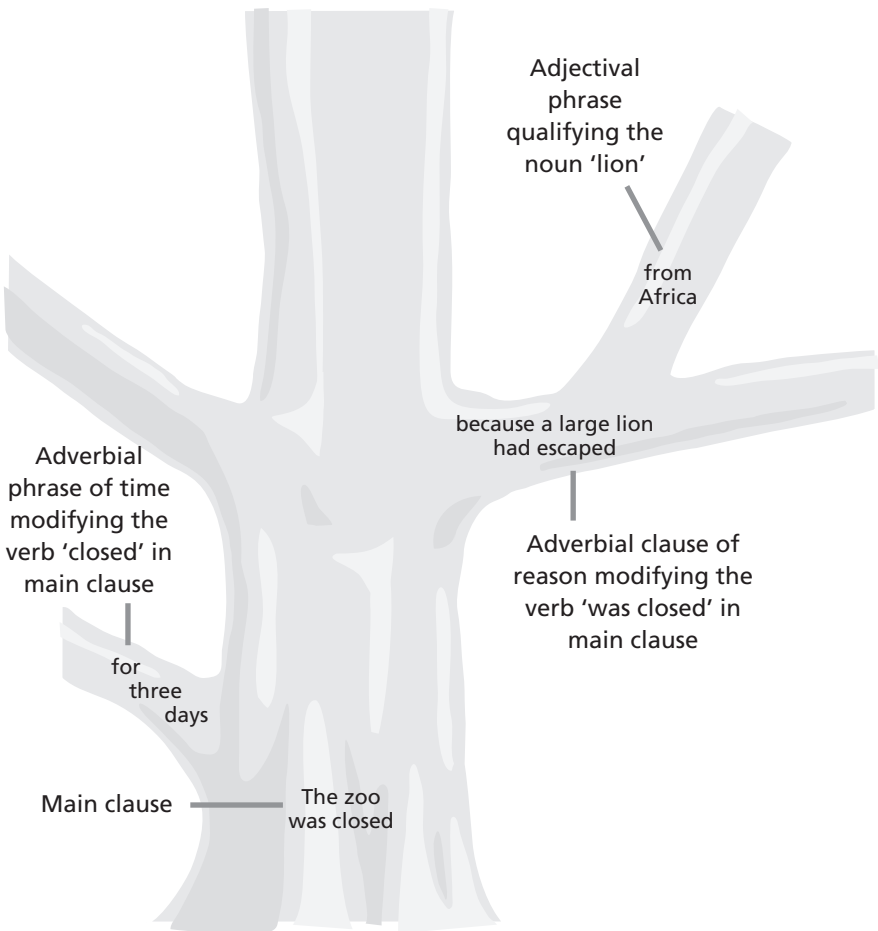 Adjectival
phrase
qualifying the
noun ‘lion’
from
Africa
because a large lion
had escaped
Adverbial
phrase of time
modifying the
verb ‘closed’ in
main clause
Adverbial clause of
reason modifying the
verb ‘was closed’ in
main clause
for
three
days
Main clause
The zoo
was closed